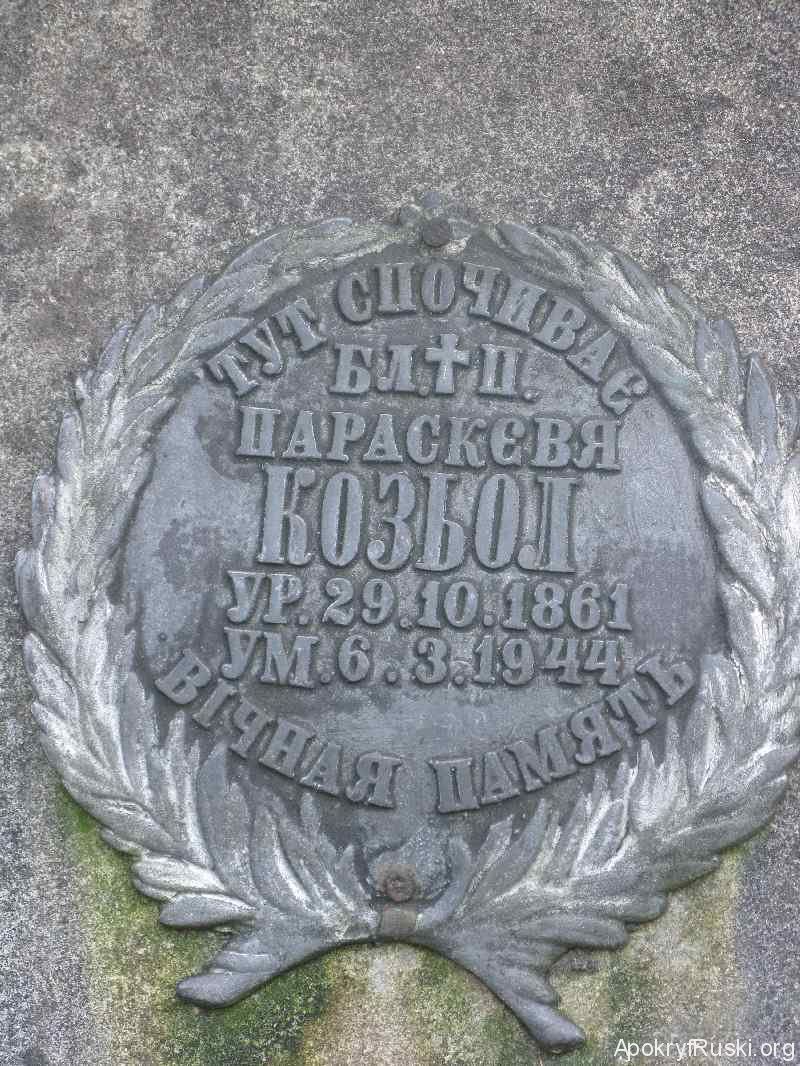 ТУТ СПОЧИВАЄ
БЛ. ✝ П.
ПАРАСКЄВЯ
КОЗЬОЛ
УР. 29.10.1861
УМ. 6.3.1944
ВІЧНАЯ ПАМЯТЬ
ApokryfRuski.org